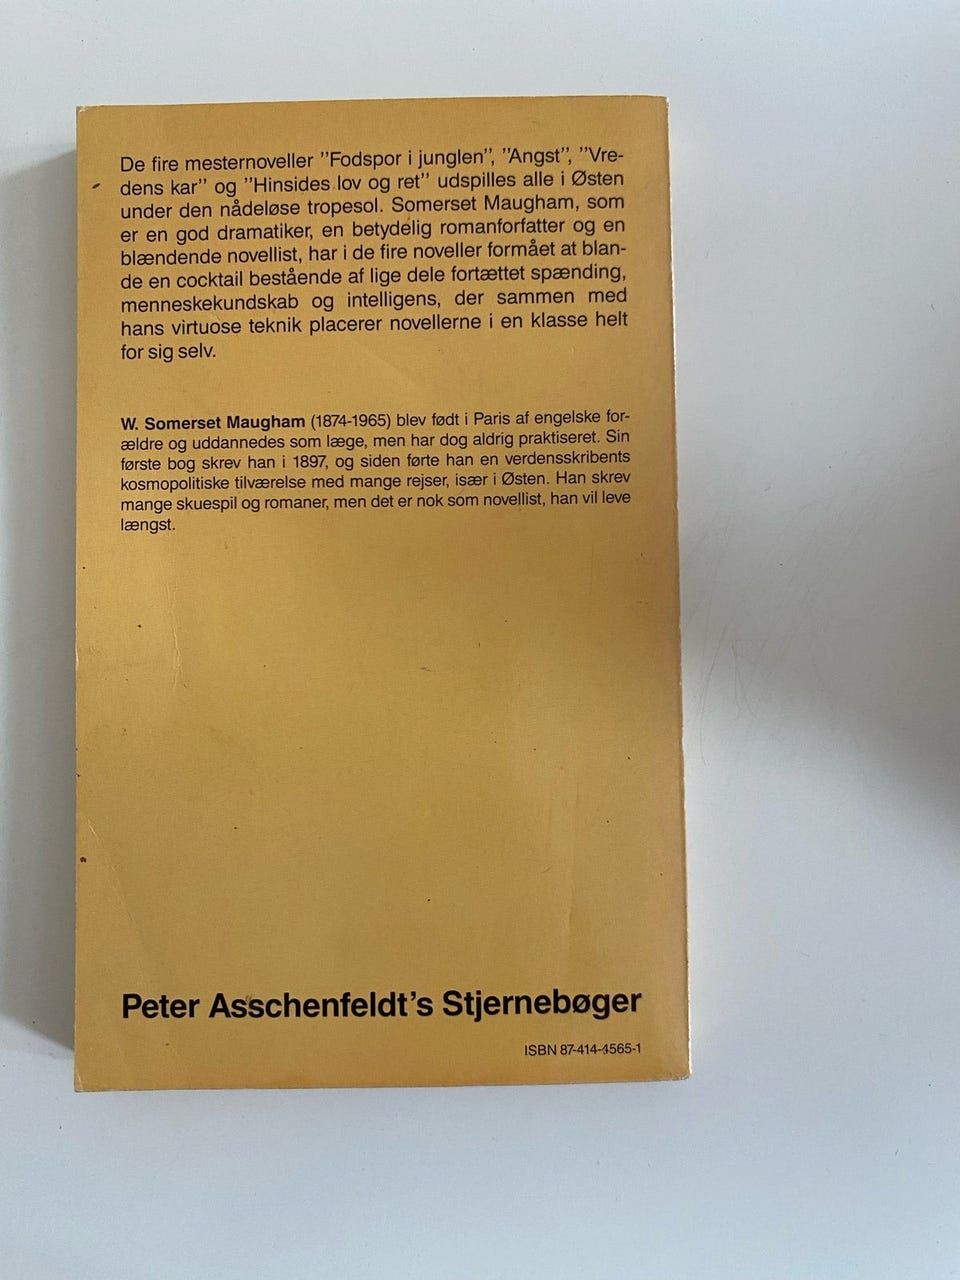 De fire mesternoveller ”Fodspor i junglen”, ”Angst”, ”Vre-
dens kar” og ”Hinsides lov og ret” udspilles alle i Østen
under den nådeløse tropesol. Somerset Maugham, som
er en god dramatiker, en betydelig romanforfatter og en
blændende novellist, har i de fire noveller formået at blan-
de en cocktail bestående af lige dele fortættet spænding,
menneskekundskab og intelligens, der sammen med
hans virtuose teknik placerer novellerne i en klasse helt
for sig selv.
W. Somerset Maugham (1874-1965) blev født i Paris af engelske for-
ældre og uddannedes som læge, men har dog aldrig praktiseret. Sin
første bog skrev han i 1897, og siden førte han en verdensskribents
kosmopolitiske tilværelse med mange rejser, især i Østen. Han skrev
mange skuespil og romaner, men det er nok som novellist, han vil leve
længst.
Peter Asschenfeldt's Stjernebøger
ISBN 87-414-4565-1